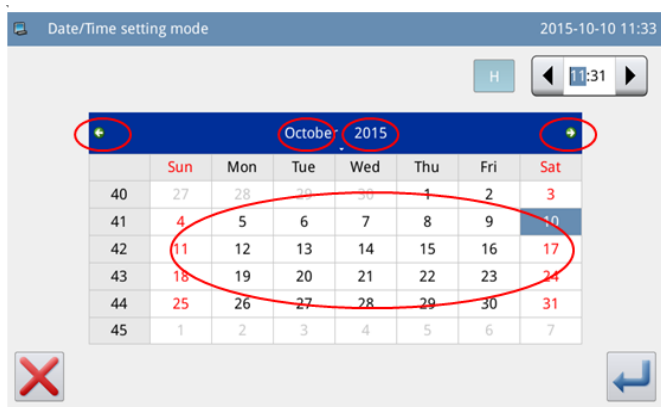 Date/Time setting mode 2015-10-10 11:33
H 11:31
October 2015
Sun Mon Tue Wed Thu Fri Sat
40 27 28 29 30 1 2 3
41 4 5 6 7 8 9 10
42 11 12 13 14 15 16 17
43 18 19 20 21 22 23 24
44 25 26 27 28 29 30 31
45 1 2 3 4 5 6 7